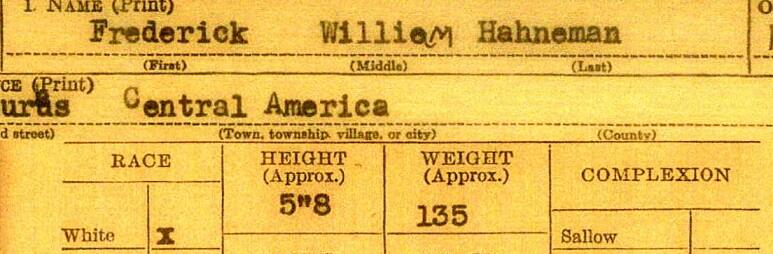 1. NAME (Print)
Frederick William Hahneman
(First) (Middle) (Last)
CE (Print)
uras Central America
d street) (Town, township, village, or city) (County)
RACE HEIGHT (Approx.) WEIGHT (Approx.) COMPLEXION
5"8 135
White X Sallow